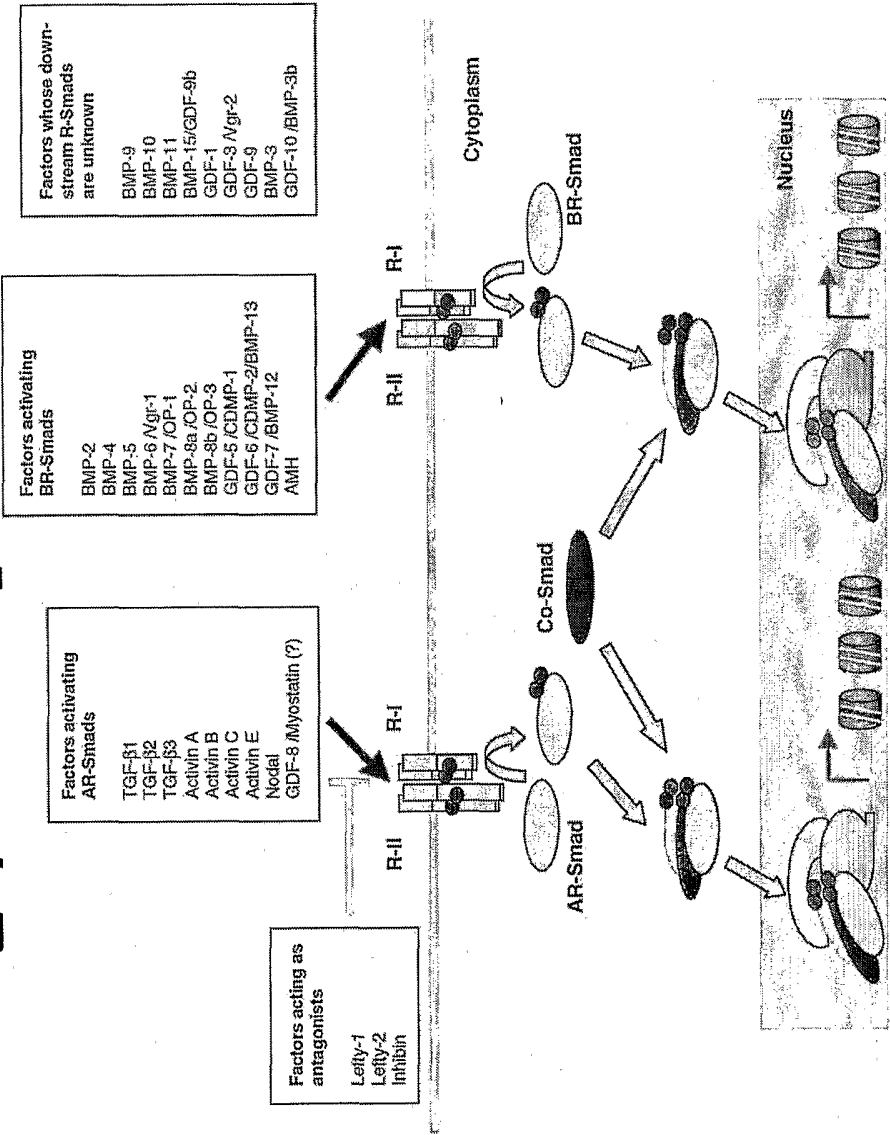 Factors acting as
antagonists
Lefty-1
Lefty-2
Inhibin
Factors activating
AR-Smads
TGF-β1
TGF-β2
TGF-β3
Activin A
Activin B
Activin C
Activin E
Nodal
GDF-8 /Myostatin (?)
Factors activating
BR-Smads
BMP-2
BMP-4
BMP-5
BMP-6 /Vgr-1
BMP-7 /OP-1
BMP-8a /OP-2
BMP-8b /OP-3
GDF-5 /CDMP-1
GDF-6 /CDMP-2/BMP-13
GDF-7 /BMP-12
AMH
Factors whose down-
stream R-Smads
are unknown
BMP-9
BMP-10
BMP-11
BMP-15/GDF-9b
GDF-1
GDF-3 /Vgr-2
GDF-9
BMP-3
GDF-10 /BMP-3b
R-II
R-I
R-II
R-I
Cytoplasm
AR-Smad
Co-Smad
BR-Smad
Nucleus